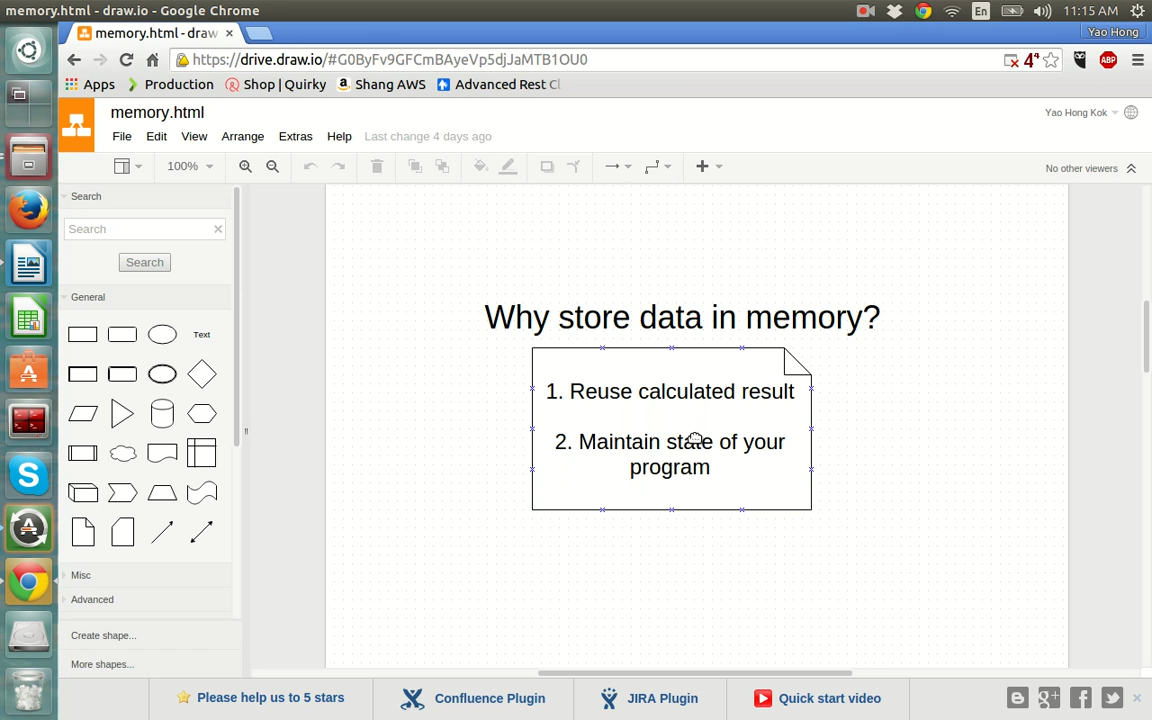 memory.html - draw.io - Google Chrome
En
11:15 AM
memory.html - draw
Yao Hong
https://drive.draw.io/#G0ByFv9GFCmBAyeVp5djJaMTB1OU0
4
ABP
Apps
Production
Shop | Quirky
Shang AWS
Advanced Rest Cl
memory.html
Yao Hong Kok
File Edit View Arrange Extras Help Last change 4 days ago
100%
No other viewers
Search
Search
Search
General
Text
Misc
Advanced
Create shape...
More shapes...
Why store data in memory?
1. Reuse calculated result
2. Maintain state of your
program
Please help us to 5 stars
Confluence Plugin
JIRA Plugin
Quick start video